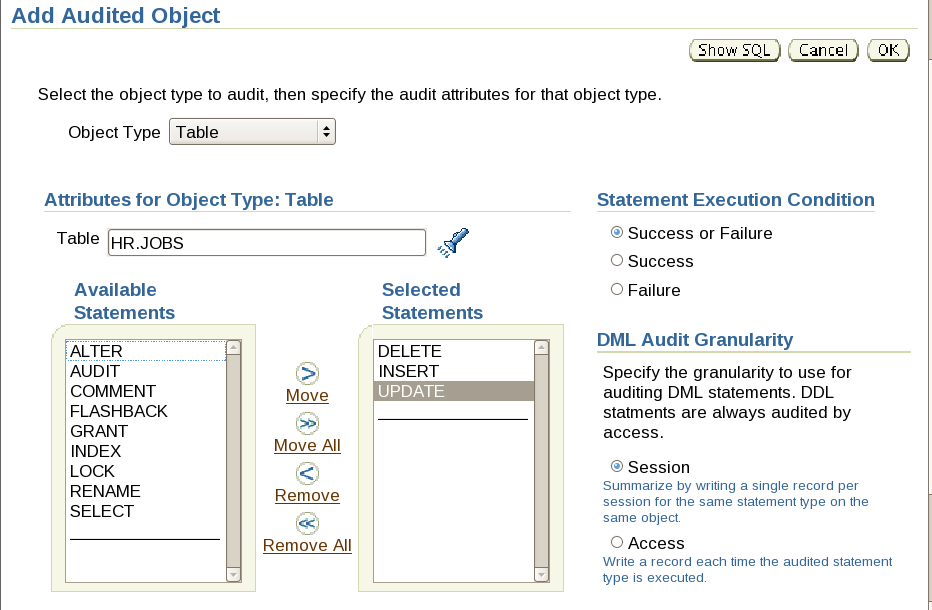 Add Audited Object
Show SQL Cancel OK
Select the object type to audit, then specify the audit attributes for that object type.
Object Type Table
Attributes for Object Type: Table
Table HR.JOBS
Available
Statements
ALTER
AUDIT
COMMENT
FLASHBACK
GRANT
INDEX
LOCK
RENAME
SELECT
Move
Move All
Remove
Remove All
Selected
Statements
DELETE
INSERT
UPDATE
Statement Execution Condition
Success or Failure
Success
Failure
DML Audit Granularity
Specify the granularity to use for
auditing DML statements. DDL
statments are always audited by
access.
Session
Summarize by writing a single record per
session for the same statement type on the
same object.
Access
Write a record each time the audited statement
type is executed.